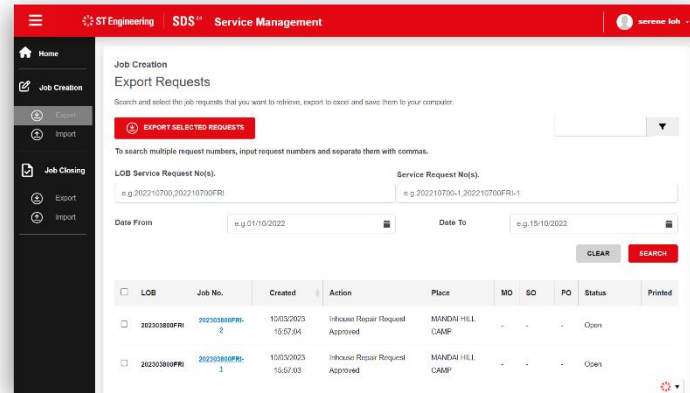 ST Engineering SDS Service Management serene loh
Home
Job Creation
Export
Import
Job Closing
Export
Import
Job Creation
Export Requests
Search and select the job requests that you want to retrieve, export to excel and save them to your computer.
EXPORT SELECTED REQUESTS
To search multiple request numbers, input request numbers and separate them with commas.
LOB Service Request No(s). Service Request No(s).
e.g.202210700,202210700FRI e.g.202210700-1,202210700FRI-1
Date From e.g.01/10/2022 Date To e.g.15/10/2022
CLEAR SEARCH
LOB Job No. Created Action Place MO SO PO Status Printed
202303800FRI 202303800FRI-2 10/03/2023 15:57:04 Inhouse Repair Request Approved MANDAI HILL CAMP - - - Open
202303800FRI 202303800FRI-1 10/03/2023 15:57:03 Inhouse Repair Request Approved MANDAI HILL CAMP - - - Open